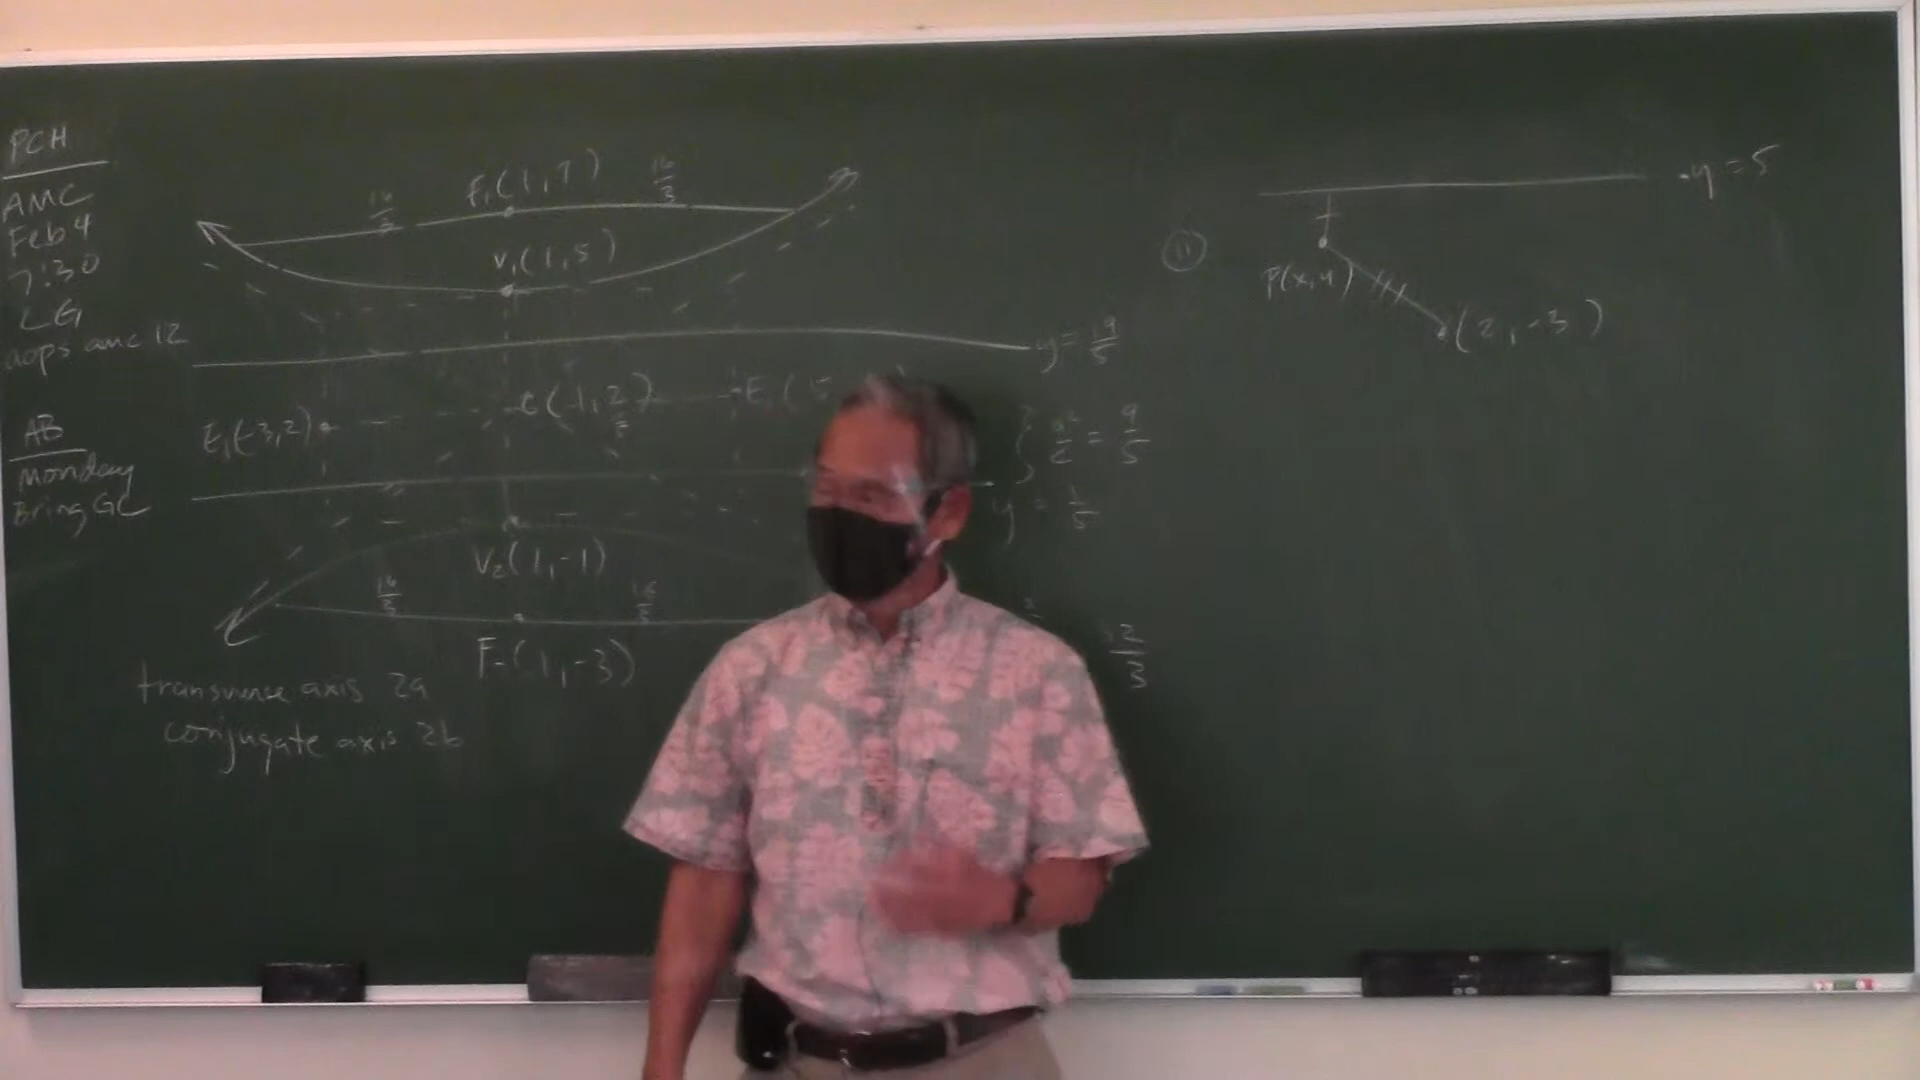 PCH
AMC
Feb 4
7:30
LG
aops amc 12
AB
Monday
Bring GC
F₁(1,7)
16/3
16/3
V₁(1,5)
y = 19/5
C(1,2)
E₁(-3,2)
a²/c = 9/5
y = 1/5
V₂(1,-1)
16/3
16/3
(1,-3)
transverse axis 2a
conjugate axis 2b
11
y = 5
P(x,y)
(2,-3)